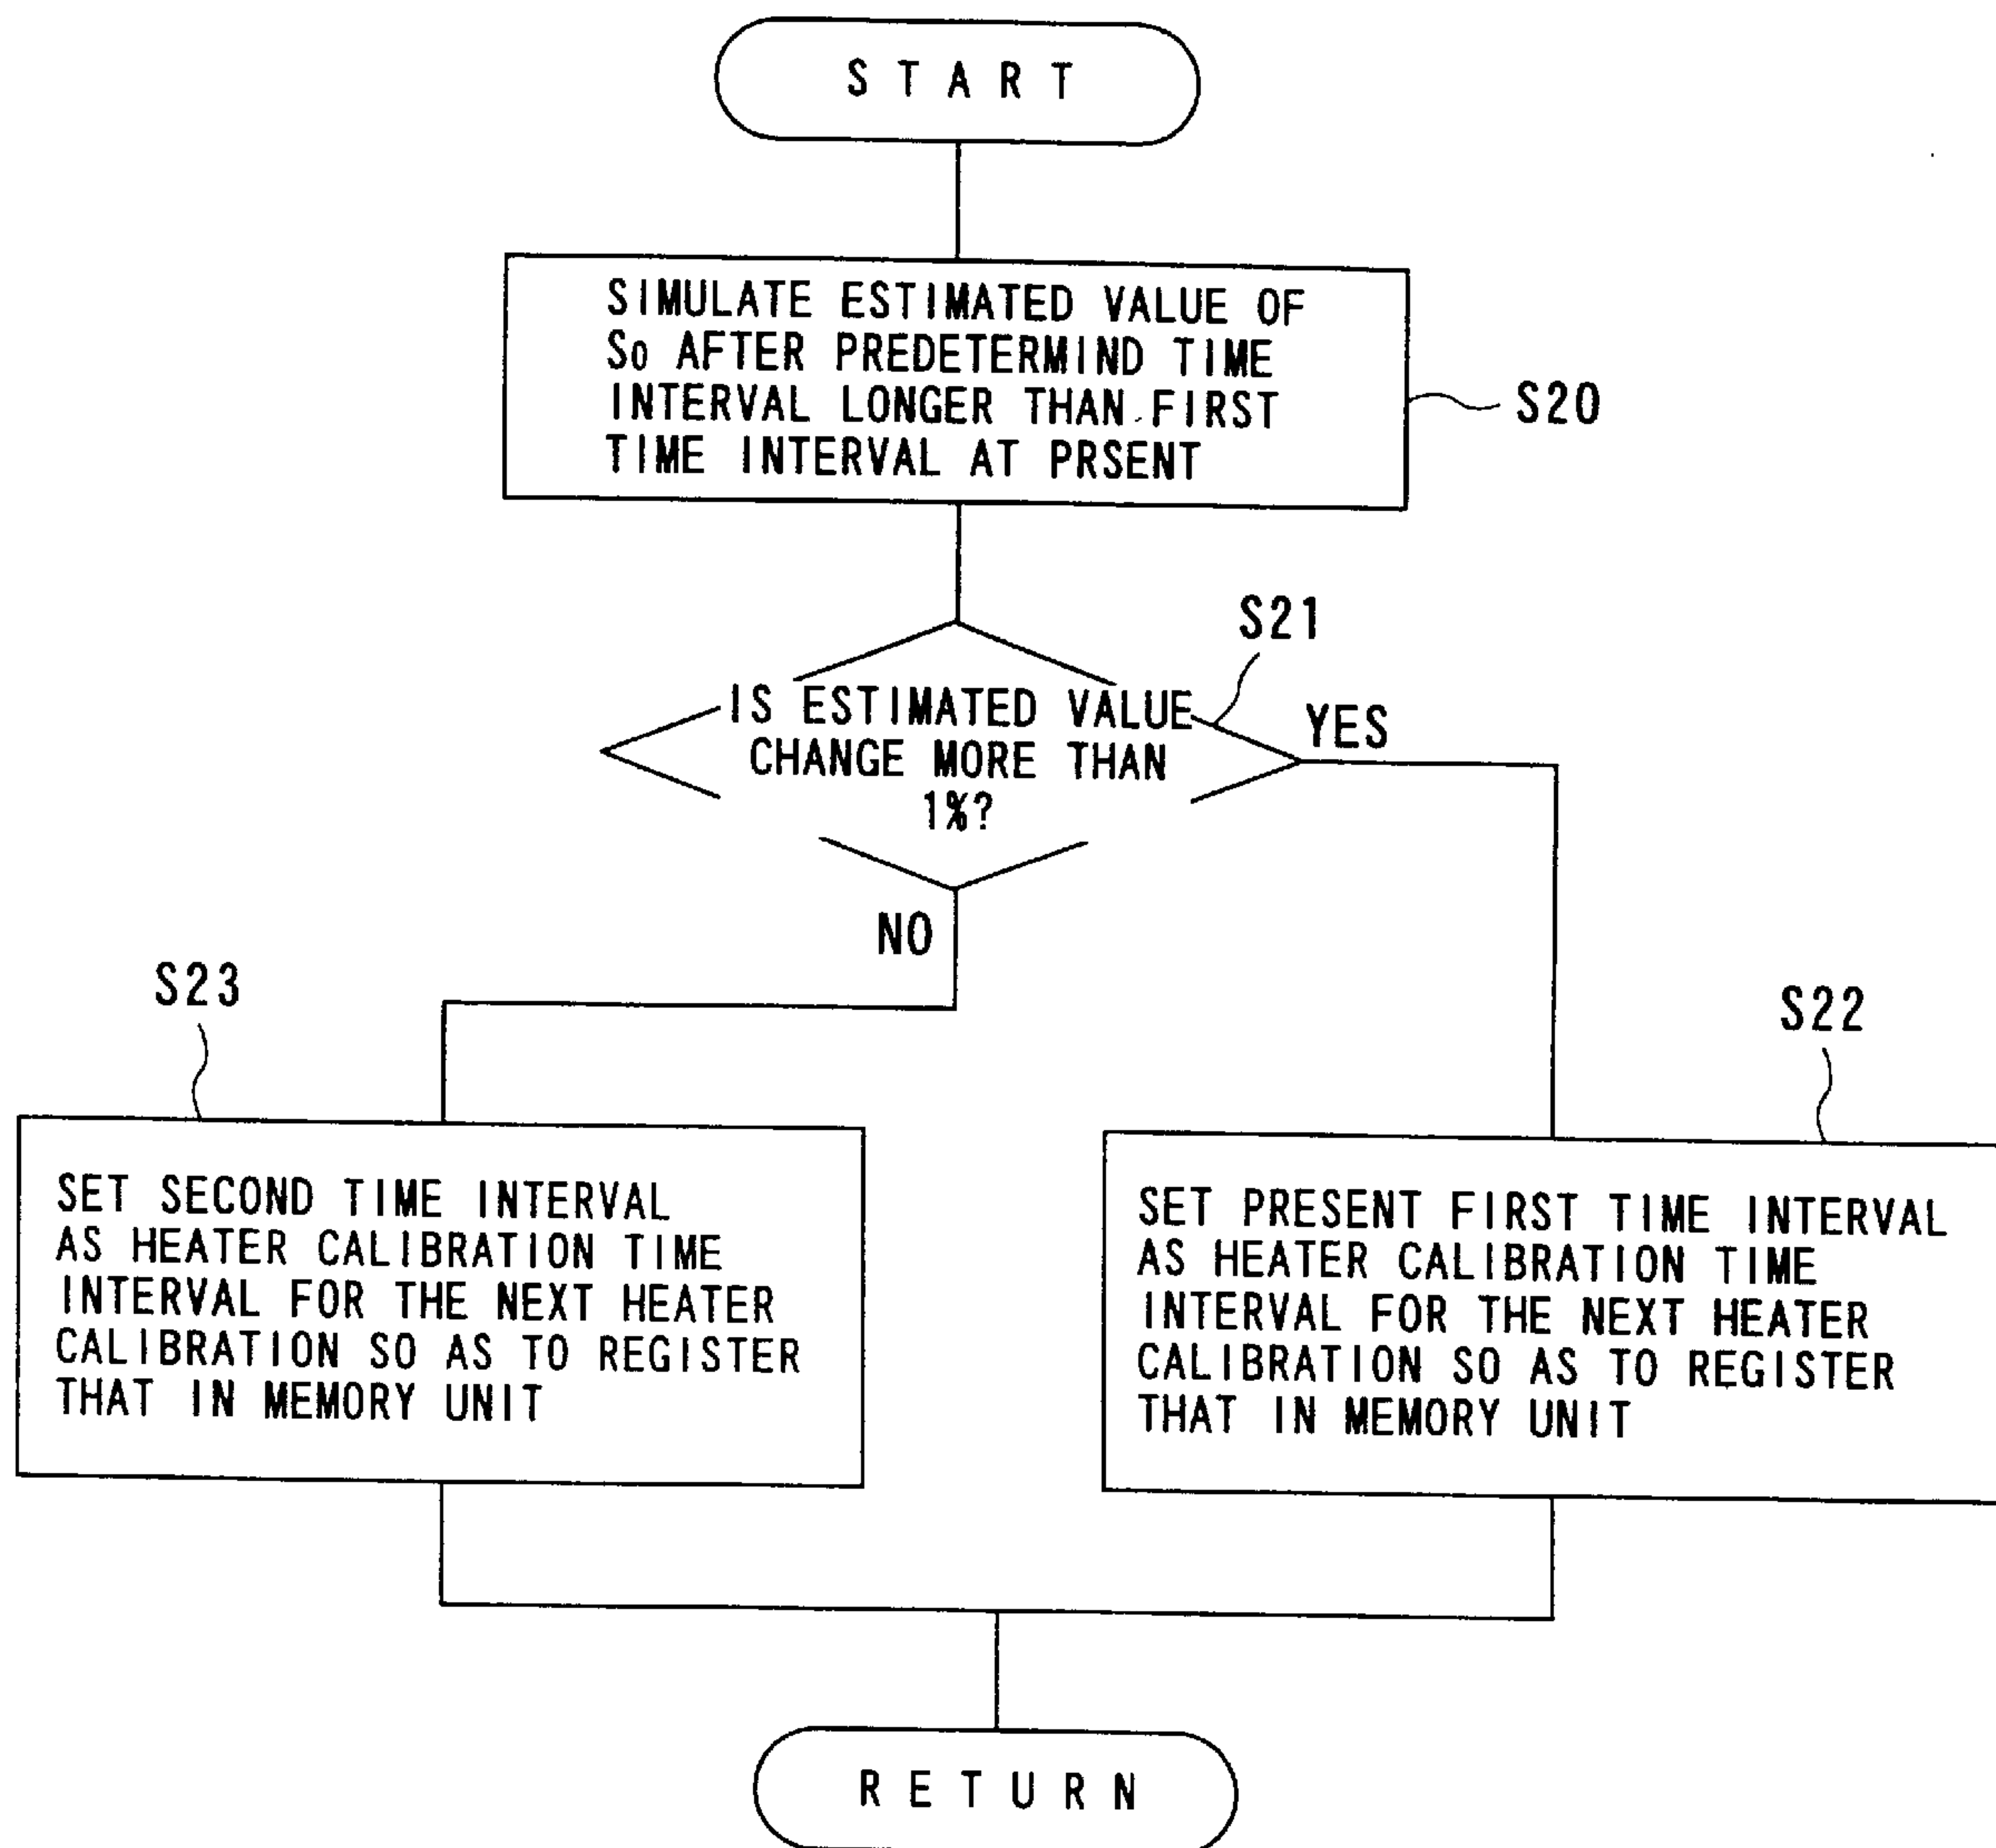 START
SIMULATE ESTIMATED VALUE OF
S0 AFTER PREDETERMIND TIME
INTERVAL LONGER THAN FIRST
TIME INTERVAL AT PRSENT
S20
S21
IS ESTIMATED VALUE
CHANGE MORE THAN
1%?
YES
NO
S23
SET SECOND TIME INTERVAL
AS HEATER CALIBRATION TIME
INTERVAL FOR THE NEXT HEATER
CALIBRATION SO AS TO REGISTER
THAT IN MEMORY UNIT
S22
SET PRESENT FIRST TIME INTERVAL
AS HEATER CALIBRATION TIME
INTERVAL FOR THE NEXT HEATER
CALIBRATION SO AS TO REGISTER
THAT IN MEMORY UNIT
RETURN